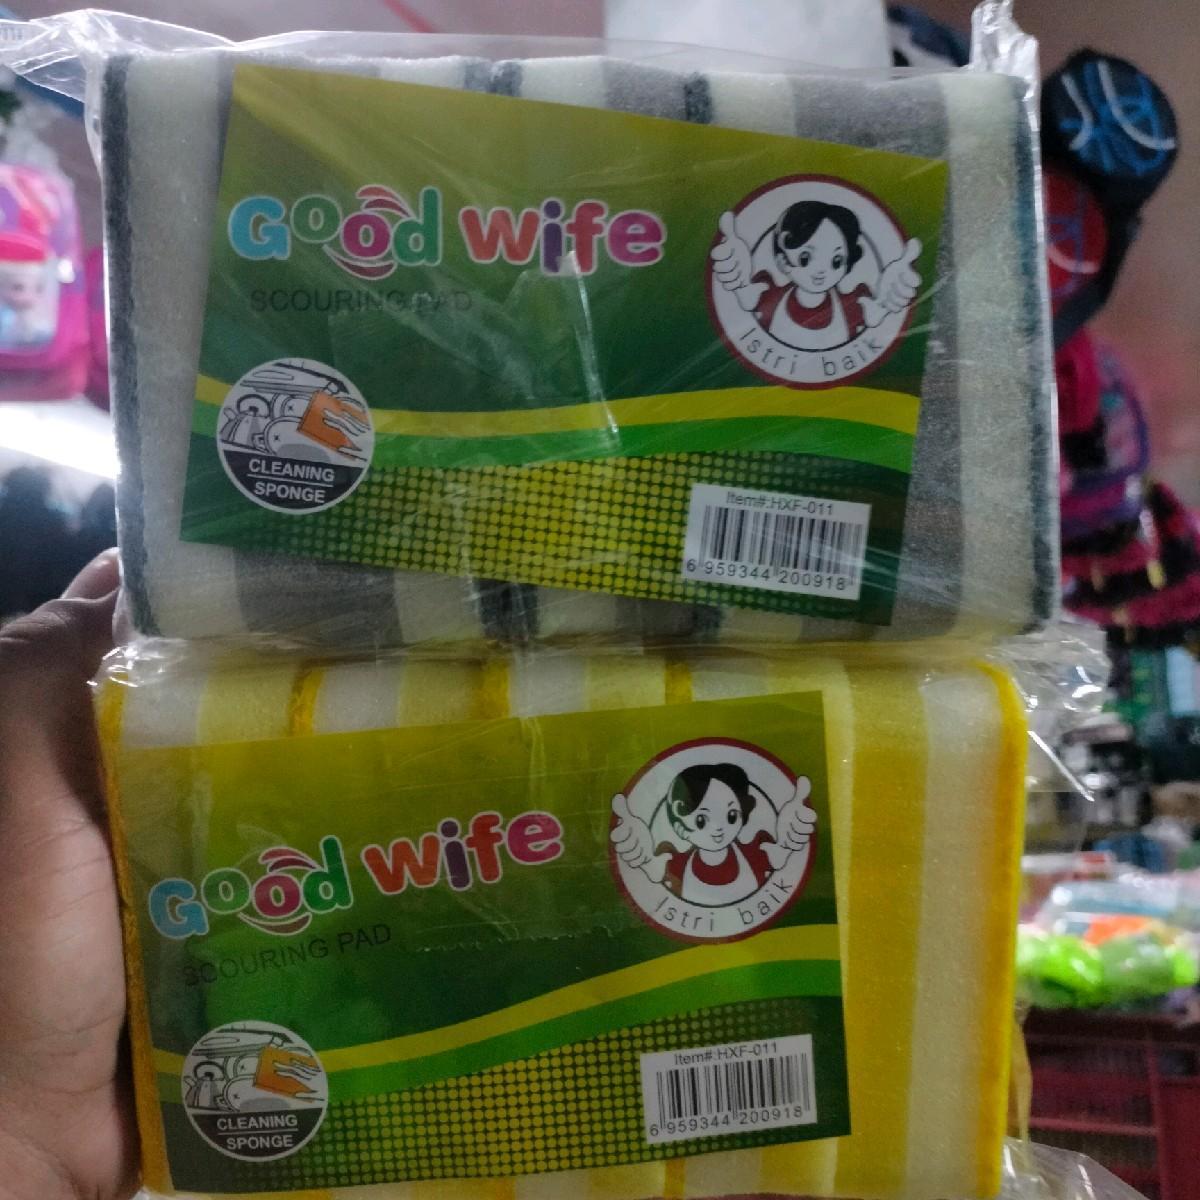 Good wife
SCOURING PAD
Istri baik
CLEANING
SPONGE
Item#:HXF-011
6 959344 200918
Good wife
SCOURING PAD
Istri baik
CLEANING
SPONGE
Item#:HXF-011
6 959344 200918